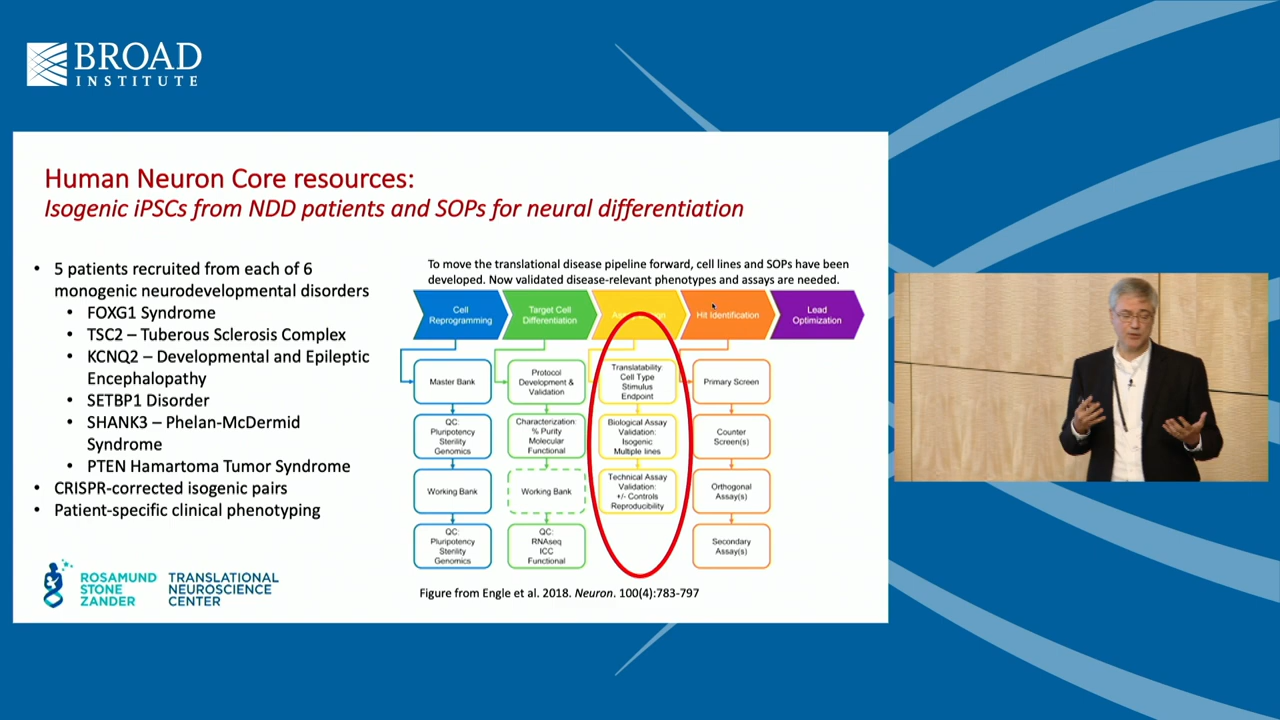 BROAD
INSTITUTE
Human Neuron Core resources:
Isogenic iPSCs from NDD patients and SOPs for neural differentiation
• 5 patients recruited from each of 6
monogenic neurodevelopmental disorders
• FOXG1 Syndrome
• TSC2 – Tuberous Sclerosis Complex
• KCNQ2 – Developmental and Epileptic
Encephalopathy
• SETBP1 Disorder
• SHANK3 – Phelan-McDermid
Syndrome
• PTEN Hamartoma Tumor Syndrome
• CRISPR-corrected isogenic pairs
• Patient-specific clinical phenotyping
To move the translational disease pipeline forward, cell lines and SOPs have been
developed. Now validated disease-relevant phenotypes and assays are needed.
Cell
Reprogramming
Master Bank
QC:
Pluripotency
Sterility
Genomics
Working Bank
QC:
Pluripotency
Sterility
Genomics
Target Cell
Differentiation
Protocol
Development &
Validation
Characterization:
% Purity
Molecular
Functional
Working Bank
QC:
RNAseq
ICC
Functional
Translatability:
Cell Type
Stimulus
Endpoint
Biological Assay
Validation:
Isogenic
Multiple lines
Technical Assay
Validation:
+/- Controls
Reproducibility
Hit Identification
Primary Screen
Counter
Screen(s)
Orthogonal
Assay(s)
Secondary
Assay(s)
Lead
Optimization
Figure from Engle et al. 2018. Neuron. 100(4):783-797
ROSAMUND
STONE
ZANDER
TRANSLATIONAL
NEUROSCIENCE
CENTER